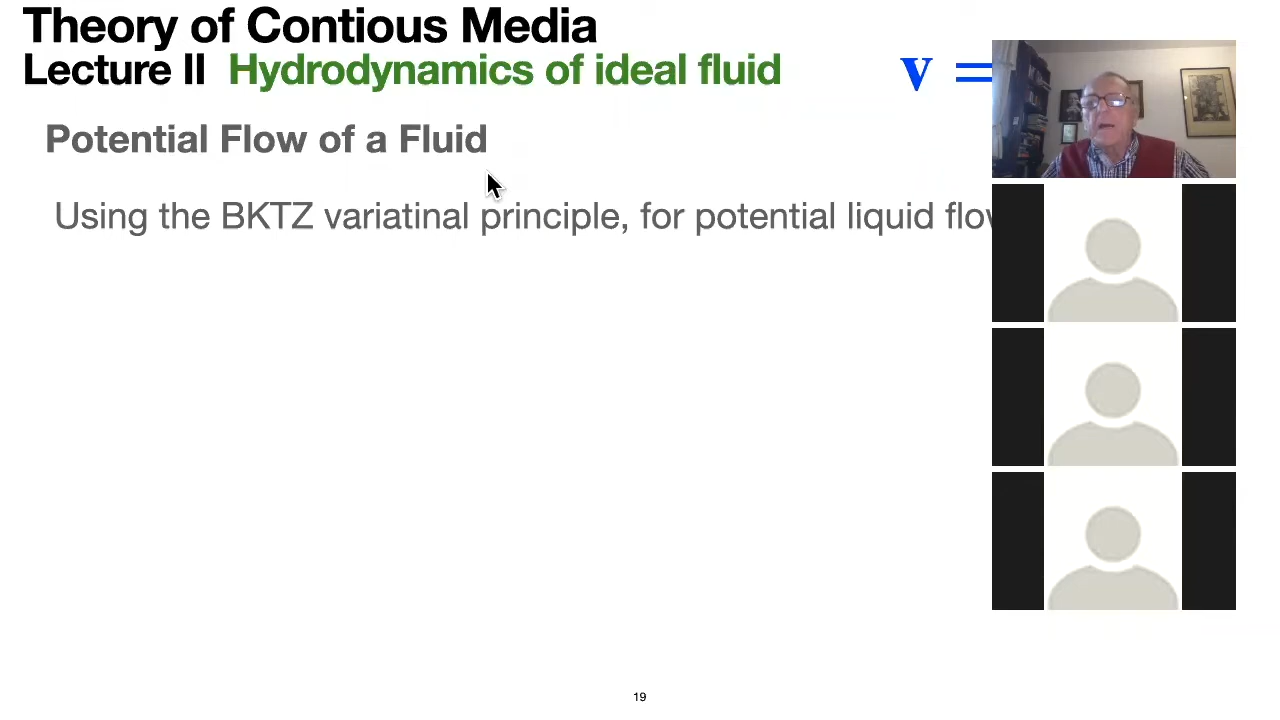 Theory of Contious Media
Lecture II Hydrodynamics of ideal fluid
v =
Potential Flow of a Fluid
Using the BKTZ variatinal principle, for potential liquid
19